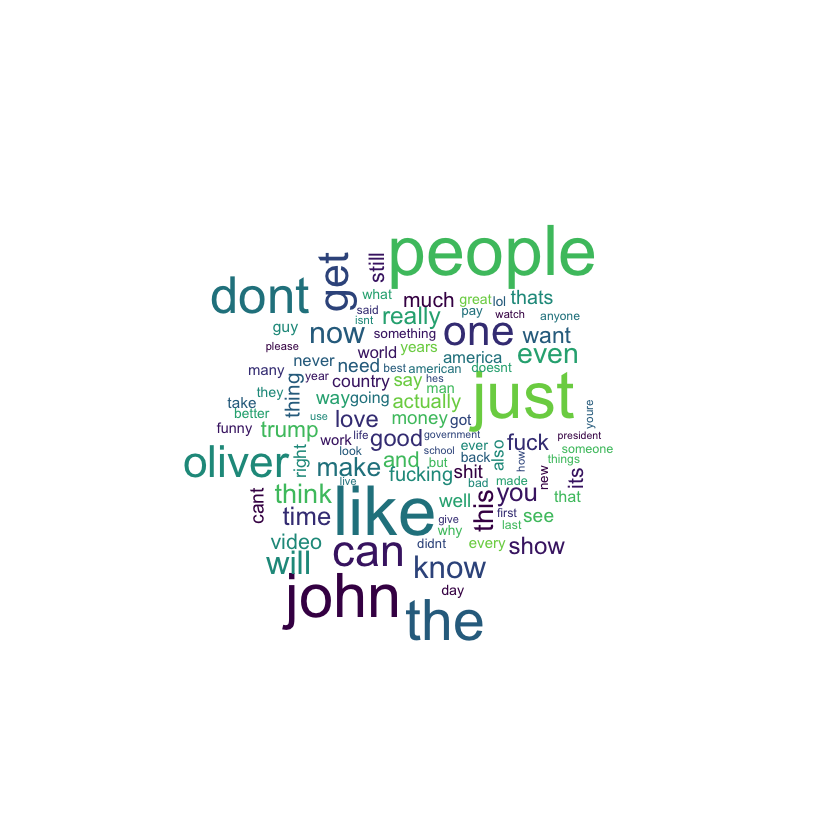 people
still
get
dont
what
much
great
lol
thats
said
isnt
really
pay
watch
anyone
guy
now
something
one
want
please
world
years
america
even
many
never
need
best
american
doesnt
thing
year
country
say
hes
man
just
take
they
way
going
actually
youre
better
use
love
money
got
funny
trump
work
life
good
government
ever
also
fuck
president
oliver
right
look
school
back
how
someone
make
and
but
things
live
fucking
shit
bad
made
new
its
cant
think
like
well
this
you
that
time
give
first
see
why
last
video
can
didnt
every
show
will
know
john
day
the